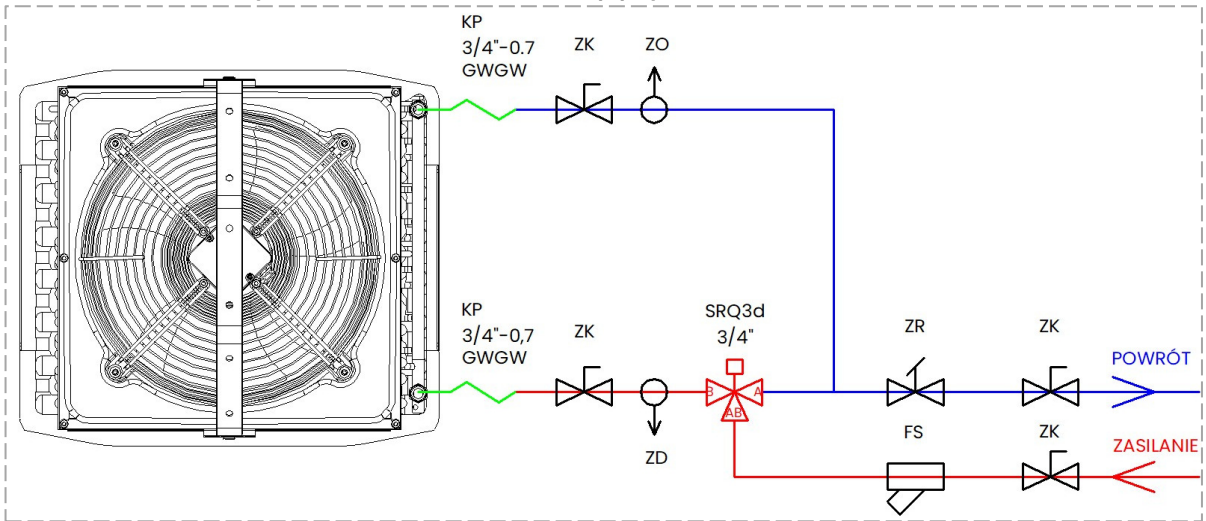 KP
3/4"-0.7
GWGW
ZK
ZO
KP
3/4"-0,7
GWGW
ZK
ZD
SRQ3d
3/4"
B
A
AB
ZR
ZK
POWRÓT
FS
ZK
ZASILANIE